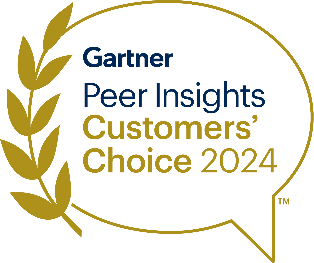 Gartner
Peer Insights
Customers’
Choice 2024
™